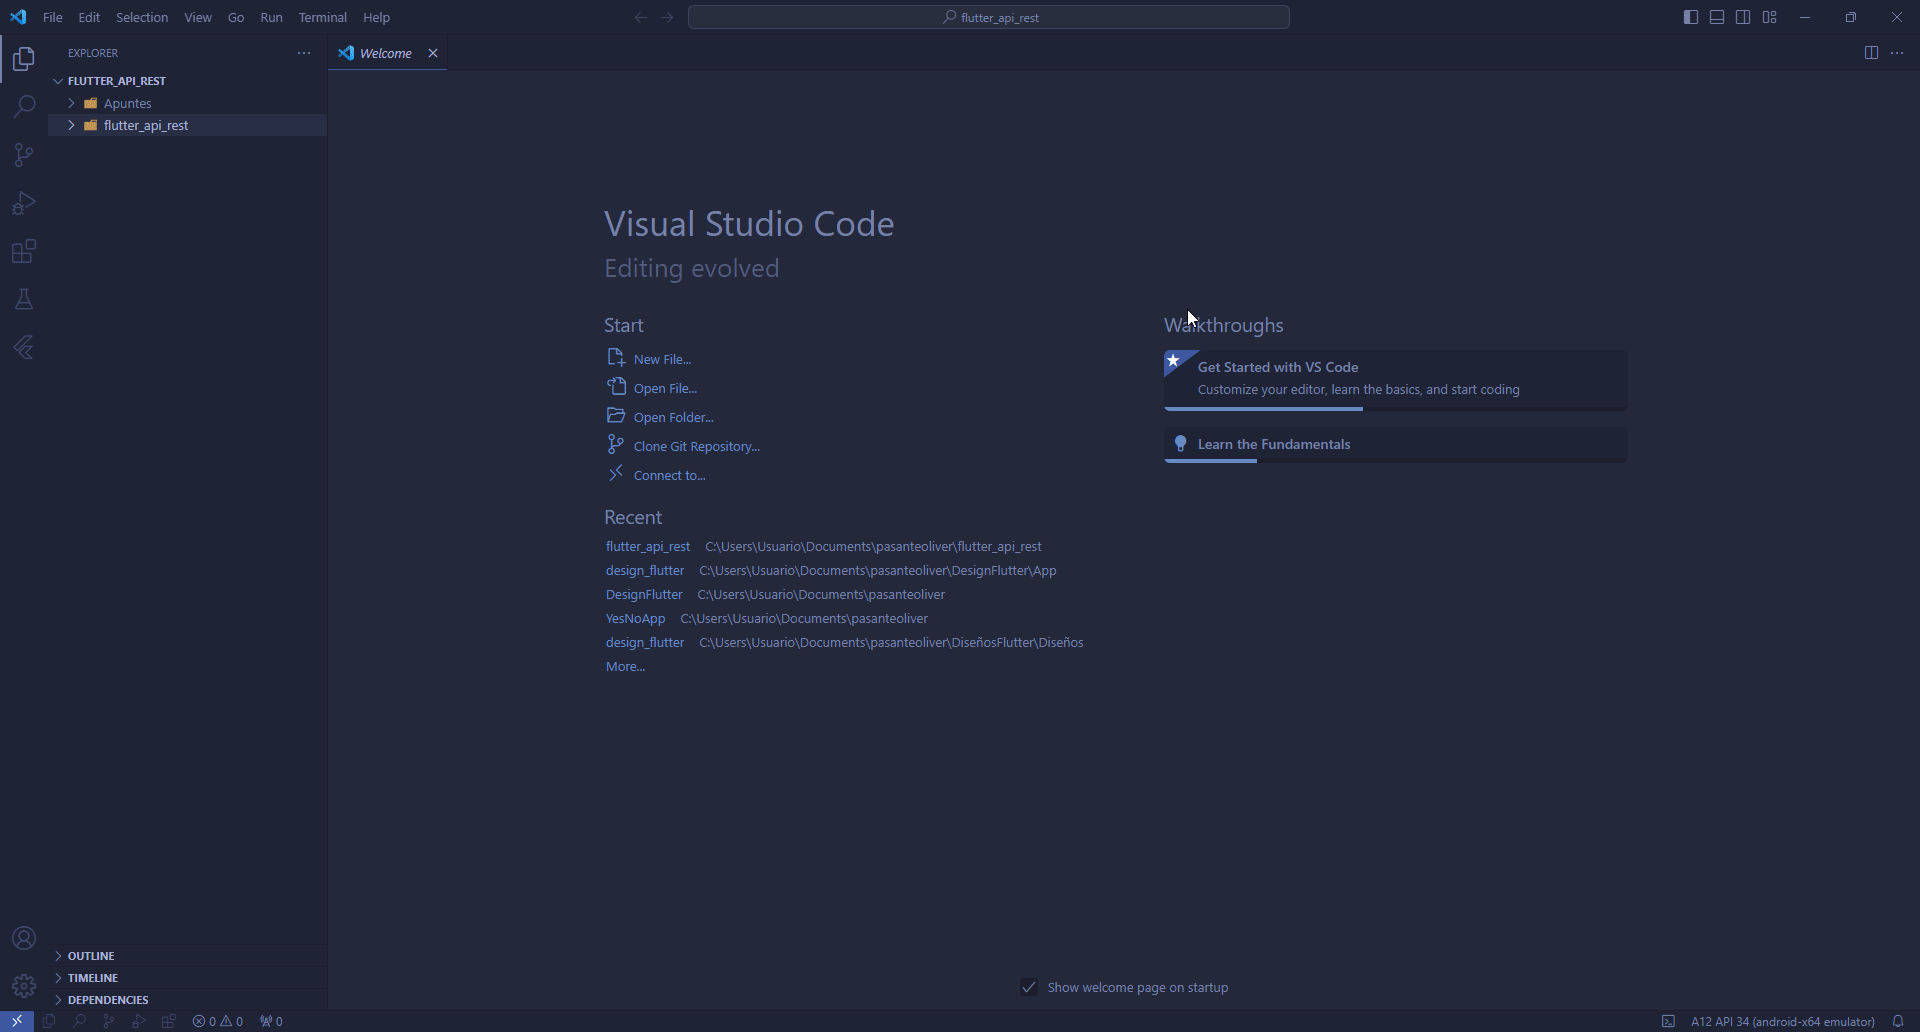 File Edit Selection View Go Run Terminal Help
flutter_api_rest
EXPLORER
Welcome
FLUTTER_API_REST
Apuntes
flutter_api_rest
Visual Studio Code
Editing evolved
Start
New File...
Open File...
Open Folder...
Clone Git Repository...
Connect to...
Recent
flutter_api_rest C:\Users\Usuario\Documents\pasanteoliver\flutter_api_rest
design_flutter C:\Users\Usuario\Documents\pasanteoliver\DesignFlutter\App
DesignFlutter C:\Users\Usuario\Documents\pasanteoliver
YesNoApp C:\Users\Usuario\Documents\pasanteoliver
design_flutter C:\Users\Usuario\Documents\pasanteoliver\DiseñosFlutter\Diseños
More...
Walkthroughs
Get Started with VS Code
Customize your editor, learn the basics, and start coding
Learn the Fundamentals
Show welcome page on startup
OUTLINE
TIMELINE
DEPENDENCIES
0 0 0
A12 API 34 (android-x64 emulator)